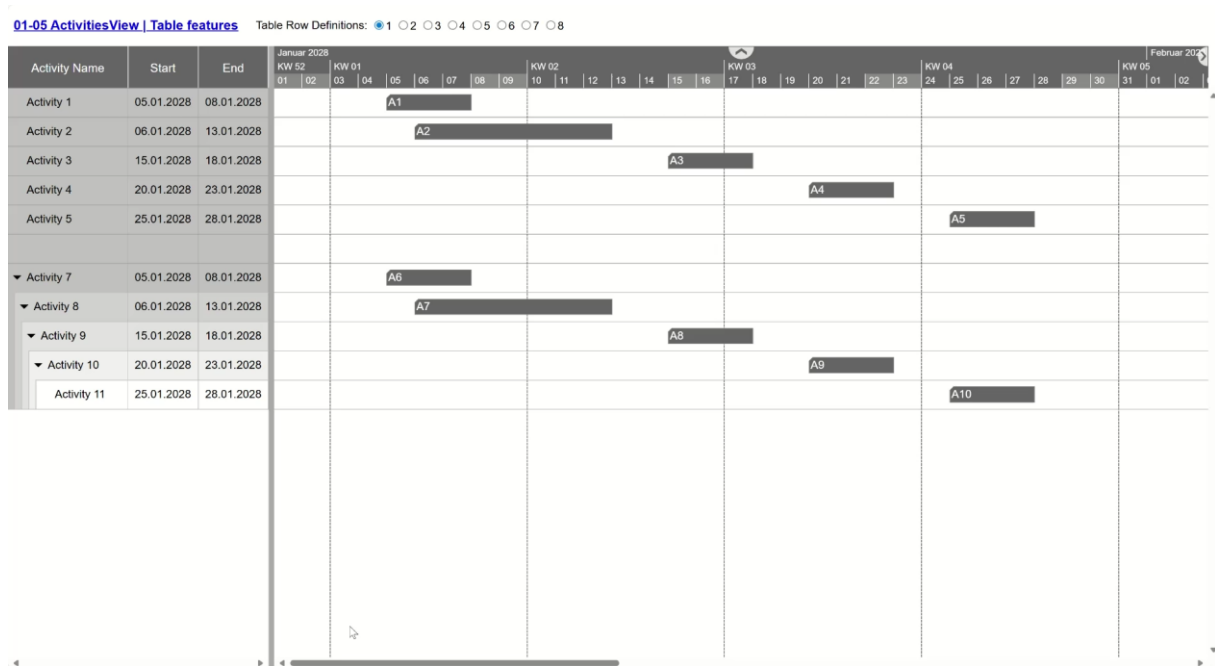 01-05 ActivitiesView | Table features Table Row Definitions: 1 2 3 4 5 6 7 8
Januar 2028 Februar 202
Activity Name Start End
KW 52 KW 01 KW 02 KW 03 KW 04 KW 05
01 02 03 04 05 06 07 08 09 10 11 12 13 14 15 16 17 18 19 20 21 22 23 24 25 26 27 28 29 30 31 01 02
Activity 1 05.01.2028 08.01.2028 A1
Activity 2 06.01.2028 13.01.2028 A2
Activity 3 15.01.2028 18.01.2028 A3
Activity 4 20.01.2028 23.01.2028 A4
Activity 5 25.01.2028 28.01.2028 A5
Activity 7 05.01.2028 08.01.2028 A6
Activity 8 06.01.2028 13.01.2028 A7
Activity 9 15.01.2028 18.01.2028 A8
Activity 10 20.01.2028 23.01.2028 A9
Activity 11 25.01.2028 28.01.2028 A10